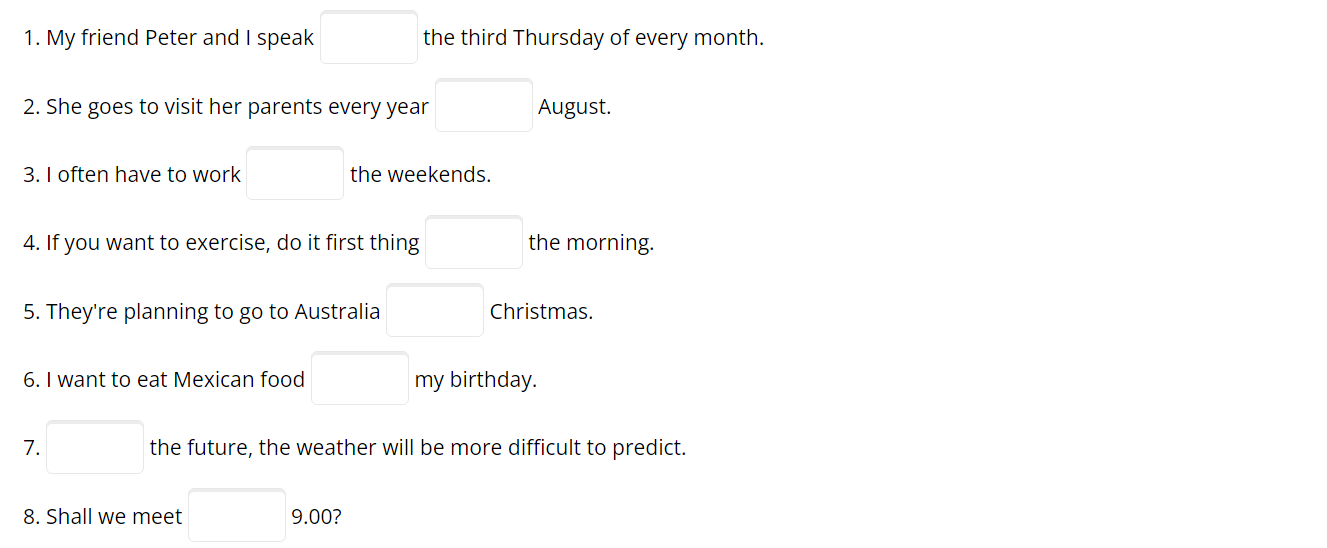 1. My friend Peter and I speak the third Thursday of every month.
2. She goes to visit her parents every year August.
3. I often have to work the weekends.
4. If you want to exercise, do it first thing the morning.
5. They're planning to go to Australia Christmas.
6. I want to eat Mexican food my birthday.
7. the future, the weather will be more difficult to predict.
8. Shall we meet 9.00?